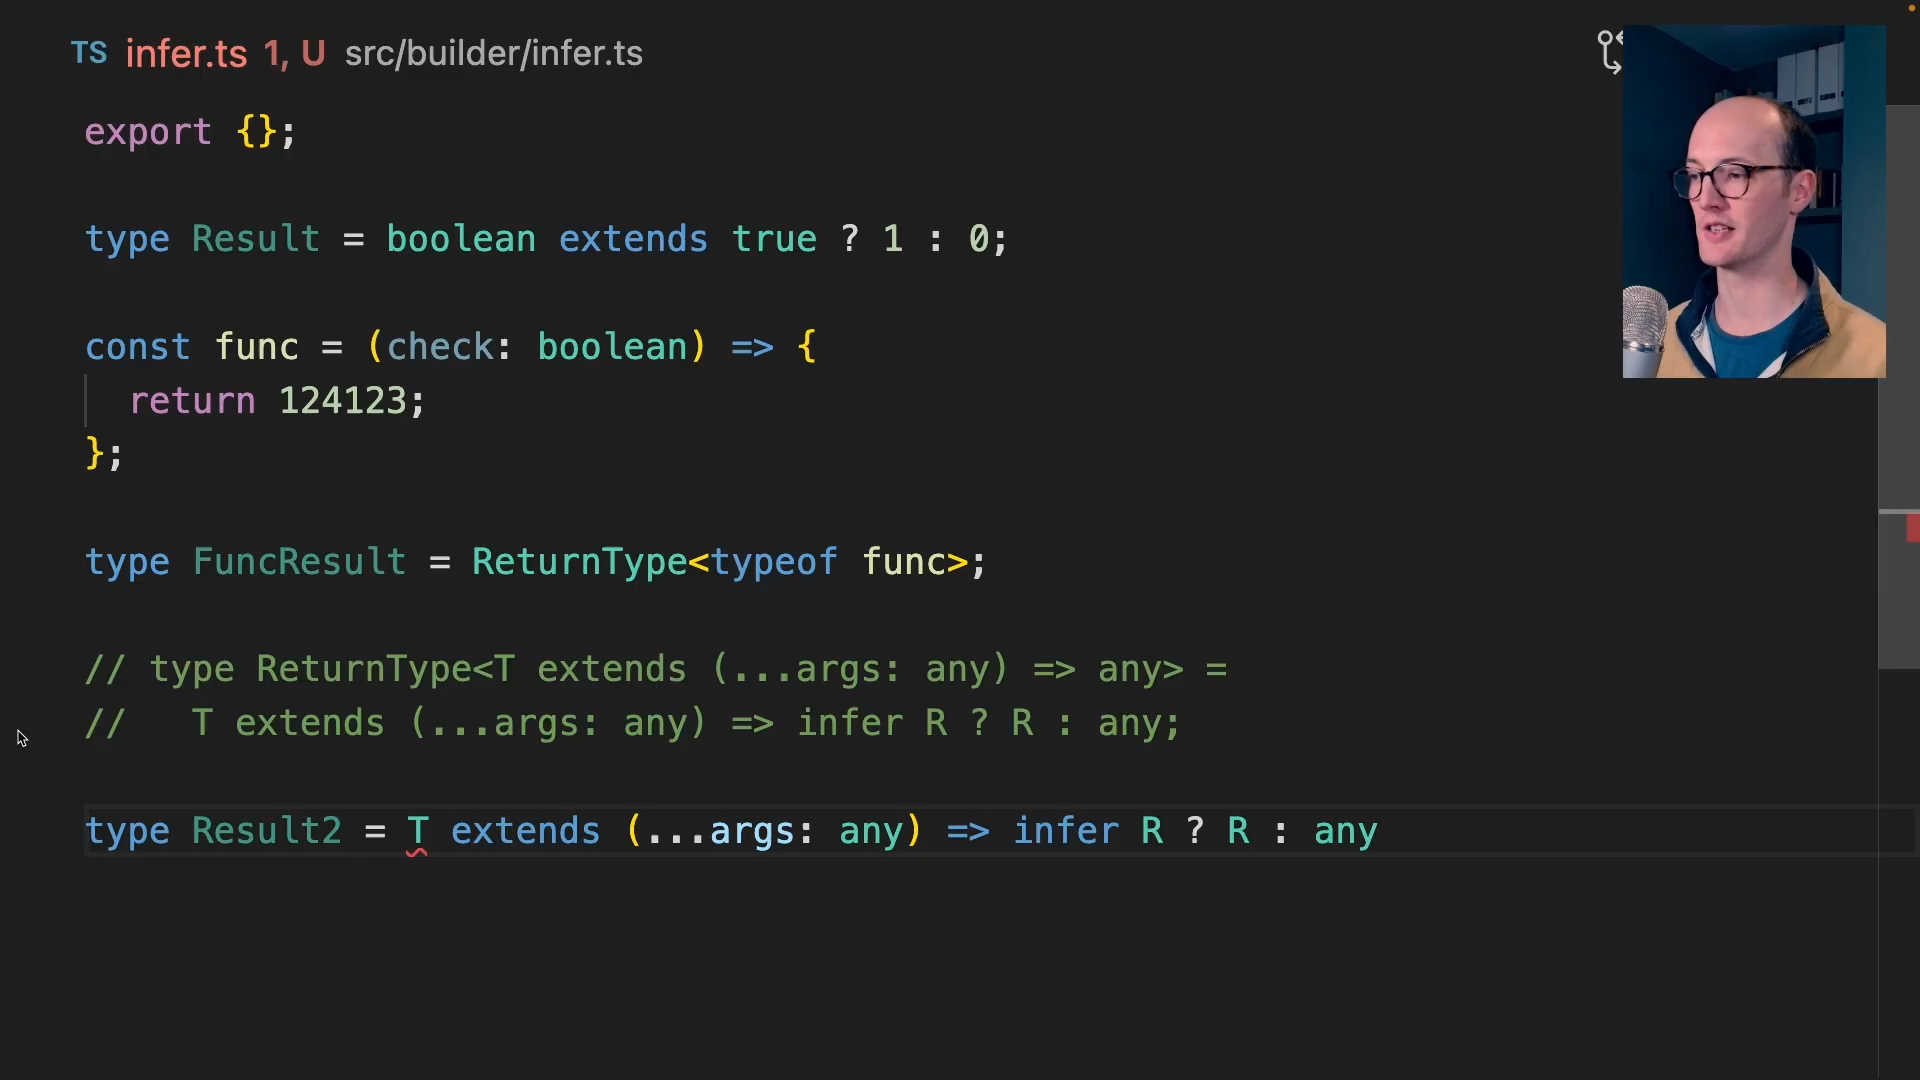 TS infer.ts 1, U src/builder/infer.ts
export {};
type Result = boolean extends true ? 1 : 0;
const func = (check: boolean) => {
  return 124123;
};
type FuncResult = ReturnType<typeof func>;
// type ReturnType<T extends (...args: any) => any> =
//   T extends (...args: any) => infer R ? R : any;
type Result2 = T extends (...args: any) => infer R ? R : any